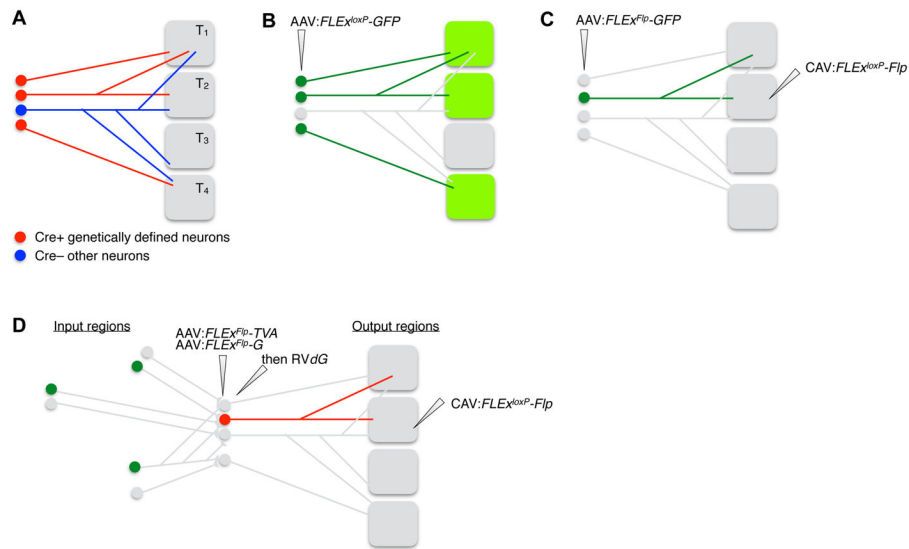 A
T1
T2
T3
T4
Cre+ genetically defined neurons
Cre– other neurons
B
AAV:FLExloxP-GFP
C
AAV:FLExFlp-GFP
CAV:FLExloxP-Flp
D
Input regions
AAV:FLExFlp-TVA
AAV:FLExFlp-G
then RVdG
Output regions
CAV:FLExloxP-Flp